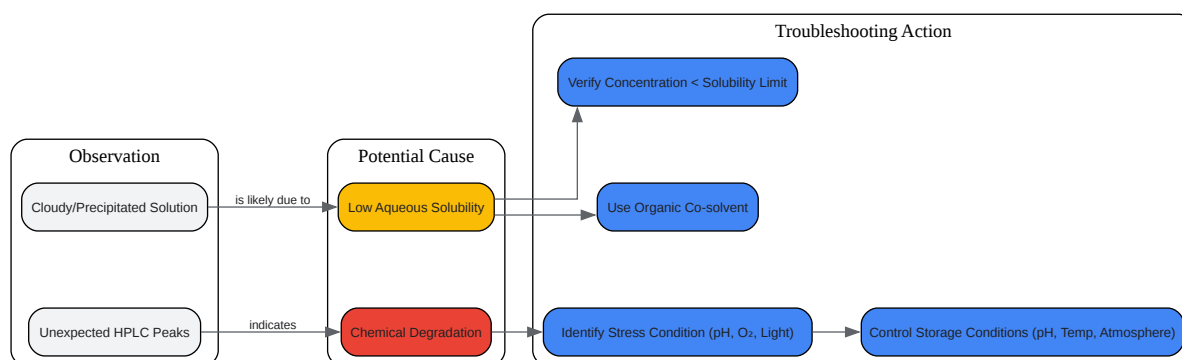 Troubleshooting Action
Verify Concentration < Solubility Limit
Observation
Potential Cause
Cloudy/Precipitated Solution
is likely due to
Low Aqueous Solubility
Use Organic Co-solvent
Unexpected HPLC Peaks
indicates
Chemical Degradation
Identify Stress Condition (pH, O₂, Light)
Control Storage Conditions (pH, Temp, Atmosphere)